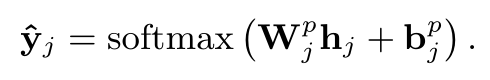 ŷ_j = softmax (W_j^p h_j + b_j^p) .